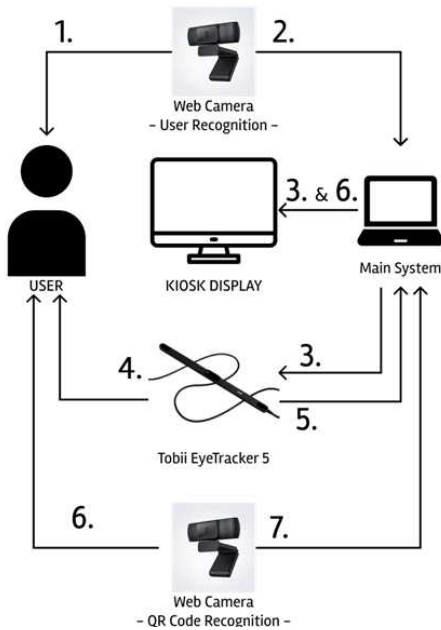 1.
2.
Web Camera
- User Recognition -
3. & 6.
USER
KIOSK DISPLAY
Main System
3.
4.
5.
Tobii EyeTracker 5
6.
7.
Web Camera
- QR Code Recognition -